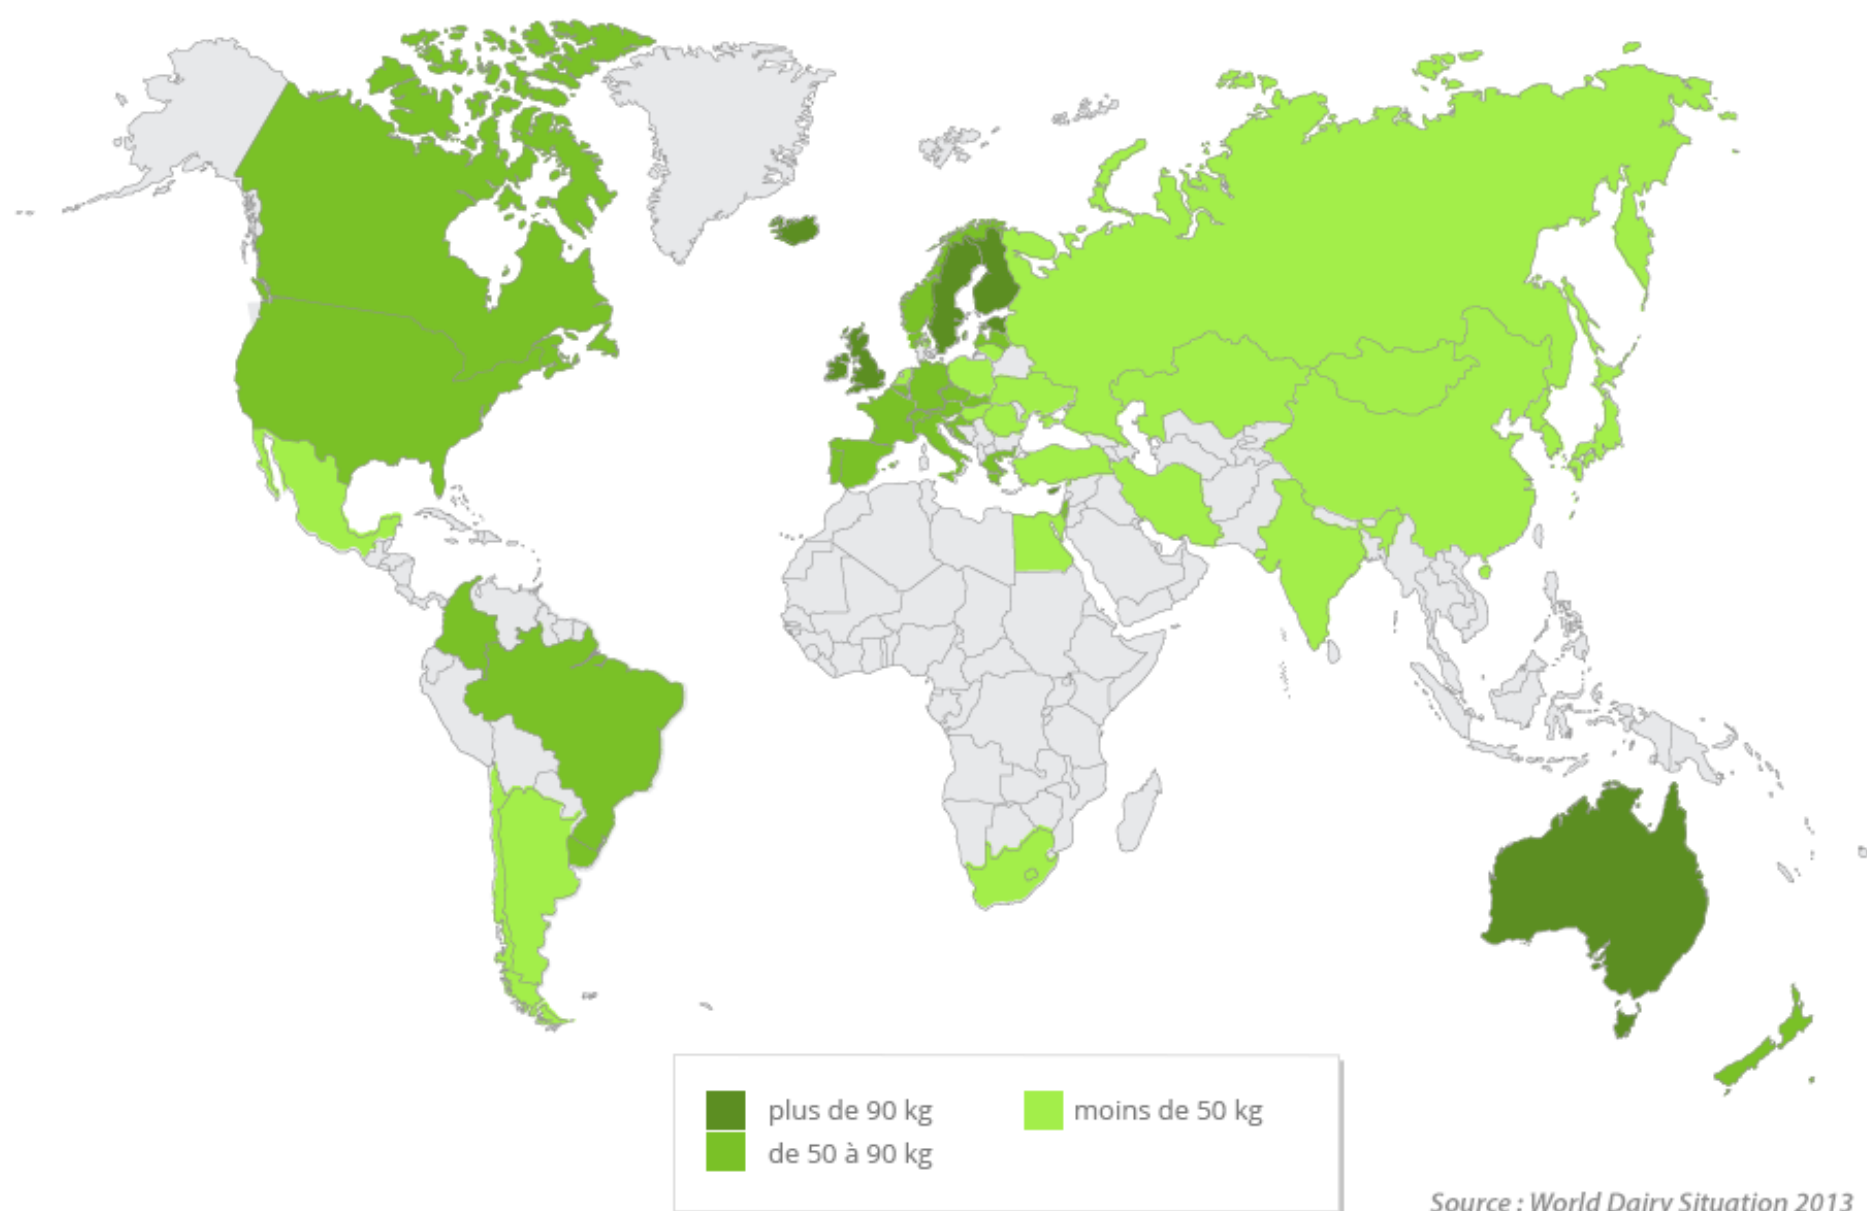 plus de 90 kg
moins de 50 kg
de 50 à 90 kg
Source : World Dairy Situation 2013